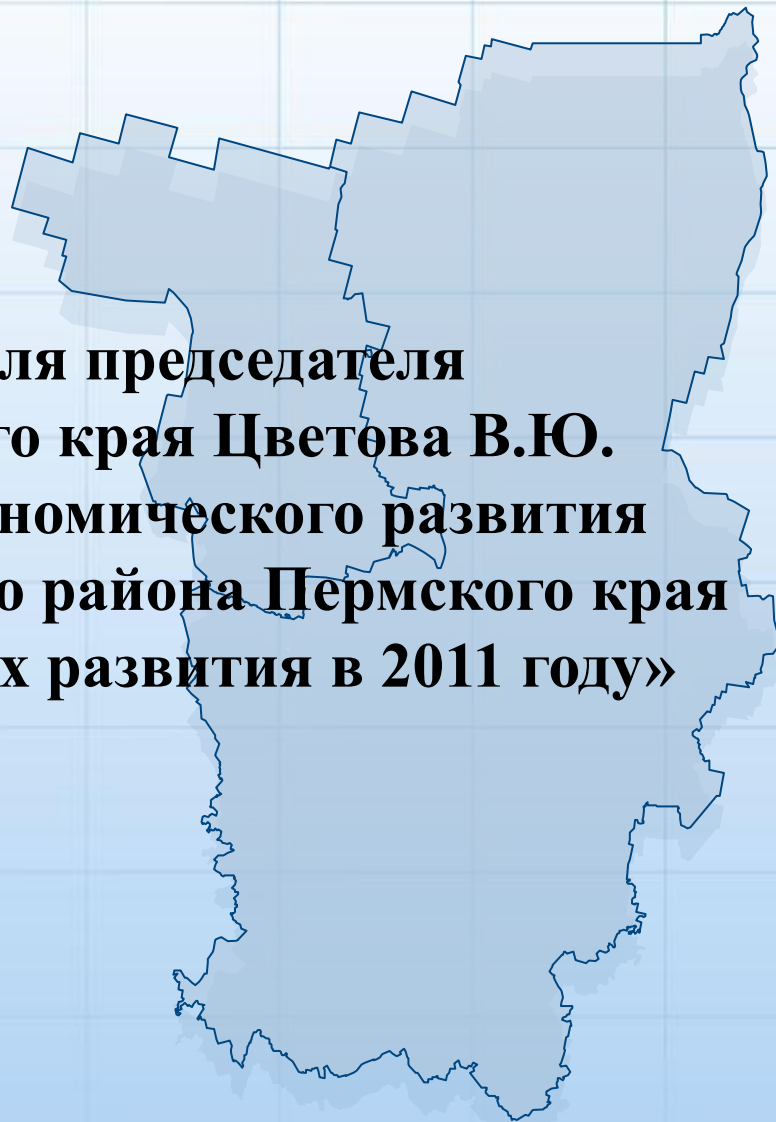 ля председателя
го края Цветова В.Ю.
номического развития
о района Пермского края
х развития в 2011 году»